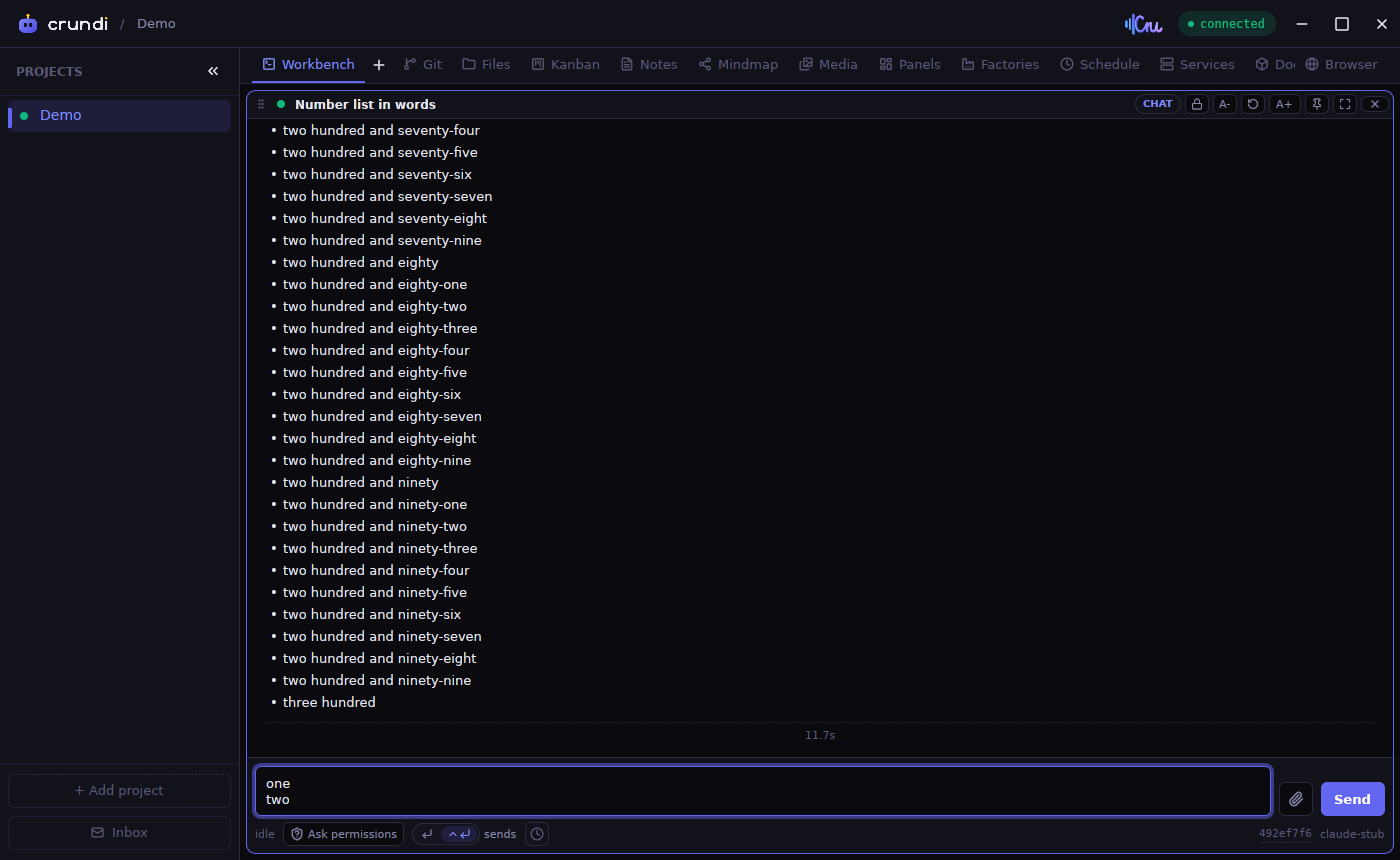 crundi / Demo
Cru
connected
PROJECTS
Demo
+ Add project
Inbox
Workbench + Git Files Kanban Notes Mindmap Media Panels Factories Schedule Services Doc Browser
Number list in words
CHAT A- A+
• two hundred and seventy-four
• two hundred and seventy-five
• two hundred and seventy-six
• two hundred and seventy-seven
• two hundred and seventy-eight
• two hundred and seventy-nine
• two hundred and eighty
• two hundred and eighty-one
• two hundred and eighty-two
• two hundred and eighty-three
• two hundred and eighty-four
• two hundred and eighty-five
• two hundred and eighty-six
• two hundred and eighty-seven
• two hundred and eighty-eight
• two hundred and eighty-nine
• two hundred and ninety
• two hundred and ninety-one
• two hundred and ninety-two
• two hundred and ninety-three
• two hundred and ninety-four
• two hundred and ninety-five
• two hundred and ninety-six
• two hundred and ninety-seven
• two hundred and ninety-eight
• two hundred and ninety-nine
• three hundred
11.7s
one
two
Send
idle Ask permissions sends
492ef7f6 claude-stub